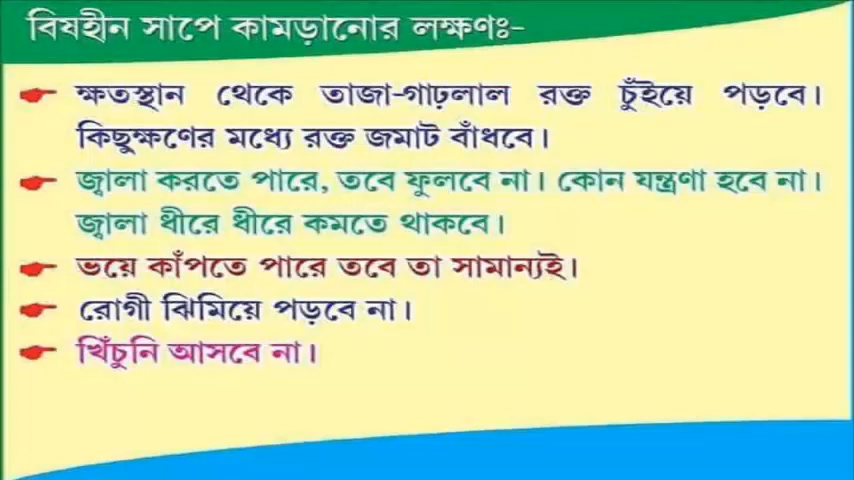 বিষহীন সাপে কামড়ানোর লক্ষণঃ-
ক্ষতস্থান থেকে তাজা-গাঢ়লাল রক্ত চুঁইয়ে পড়বে।
কিছুক্ষণের মধ্যে রক্ত জমাট বাঁধবে।
জ্বালা করতে পারে, তবে ফুলবে না। কোন যন্ত্রণা হবে না।
জ্বালা ধীরে ধীরে কমতে থাকবে।
ভয়ে কাঁপতে পারে তবে তা সামান্যই।
রোগী ঝিমিয়ে পড়বে না।
খিঁচুনি আসবে না।